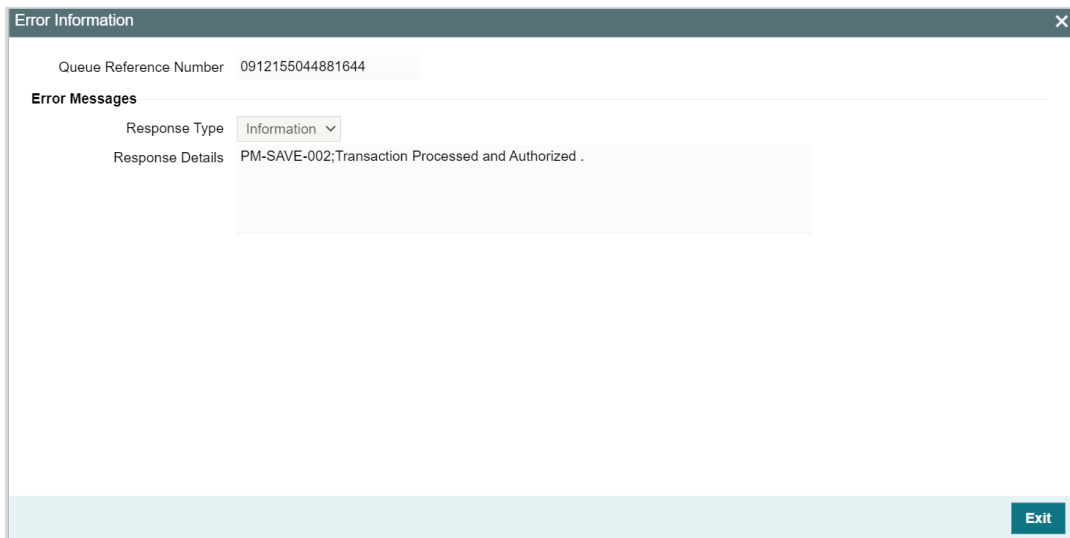 Error Information
Queue Reference Number 0912155044881644
Error Messages
Response Type Information
Response Details PM-SAVE-002;Transaction Processed and Authorized .
Exit